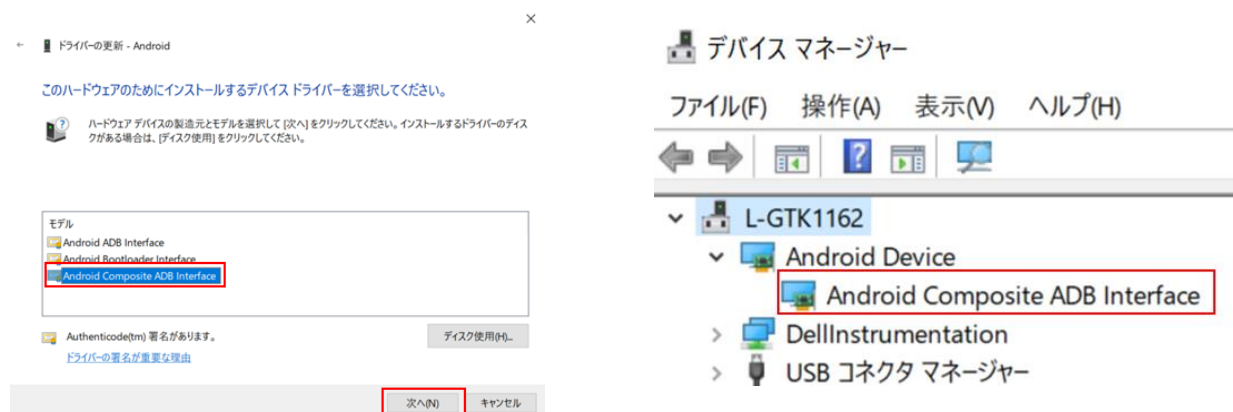 ドライバーの更新 - Android
このハードウェアのためにインストールするデバイス ドライバーを選択してください。
ハードウェア デバイスの製造元とモデルを選択して [次へ] をクリックしてください。インストールするドライバーのディス
クがある場合は、[ディスク使用] をクリックしてください。
モデル
Android ADB Interface
Android Bootloader Interface
Android Composite ADB Interface
Authenticode(tm) 署名があります。
ディスク使用(H)...
ドライバーの署名が重要な理由
次へ(N)
キャンセル
デバイス マネージャー
ファイル(F) 操作(A) 表示(V) ヘルプ(H)
L-GTK1162
Android Device
Android Composite ADB Interface
DellInstrumentation
USB コネクタ マネージャー